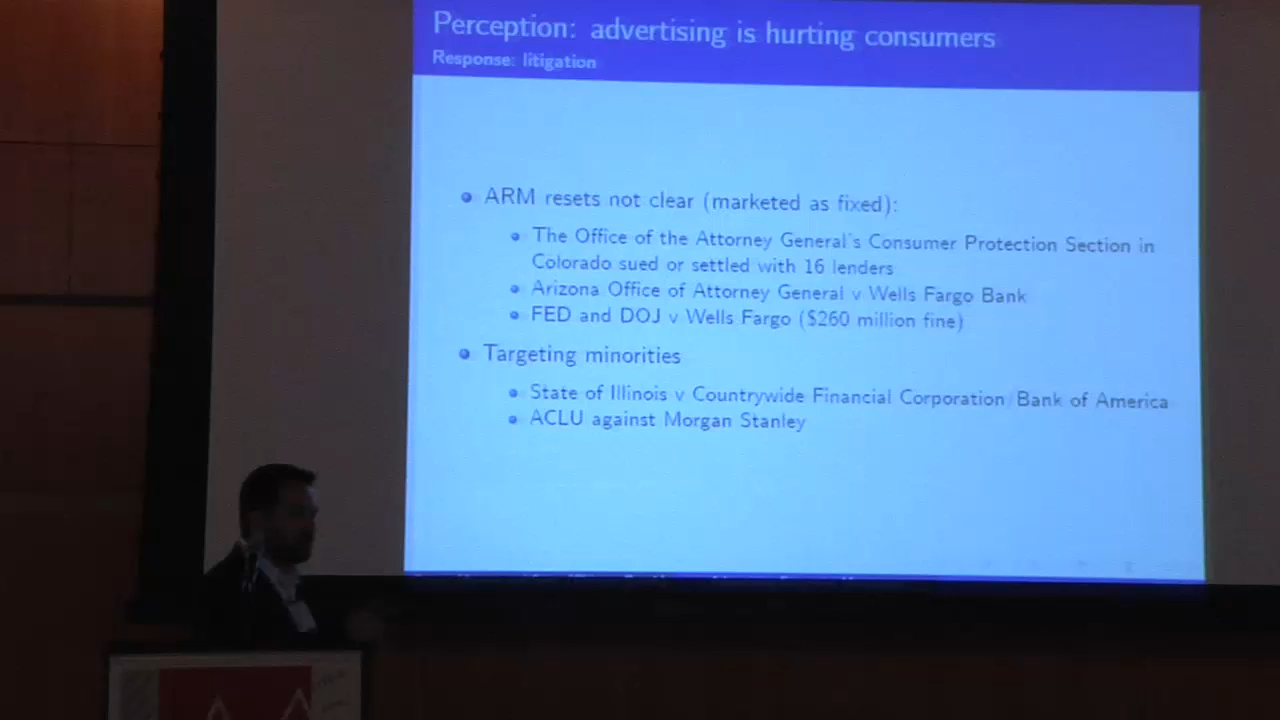 Perception: advertising is hurting consumers
Response: litigation
ARM resets not clear (marketed as fixed):
The Office of the Attorney General's Consumer Protection Section in
Colorado sued or settled with 16 lenders
Arizona Office of Attorney General v Wells Fargo Bank
FED and DOJ v Wells Fargo ($260 million fine)
Targeting minorities
State of Illinois v Countrywide Financial Corporation Bank of America
ACLU against Morgan Stanley